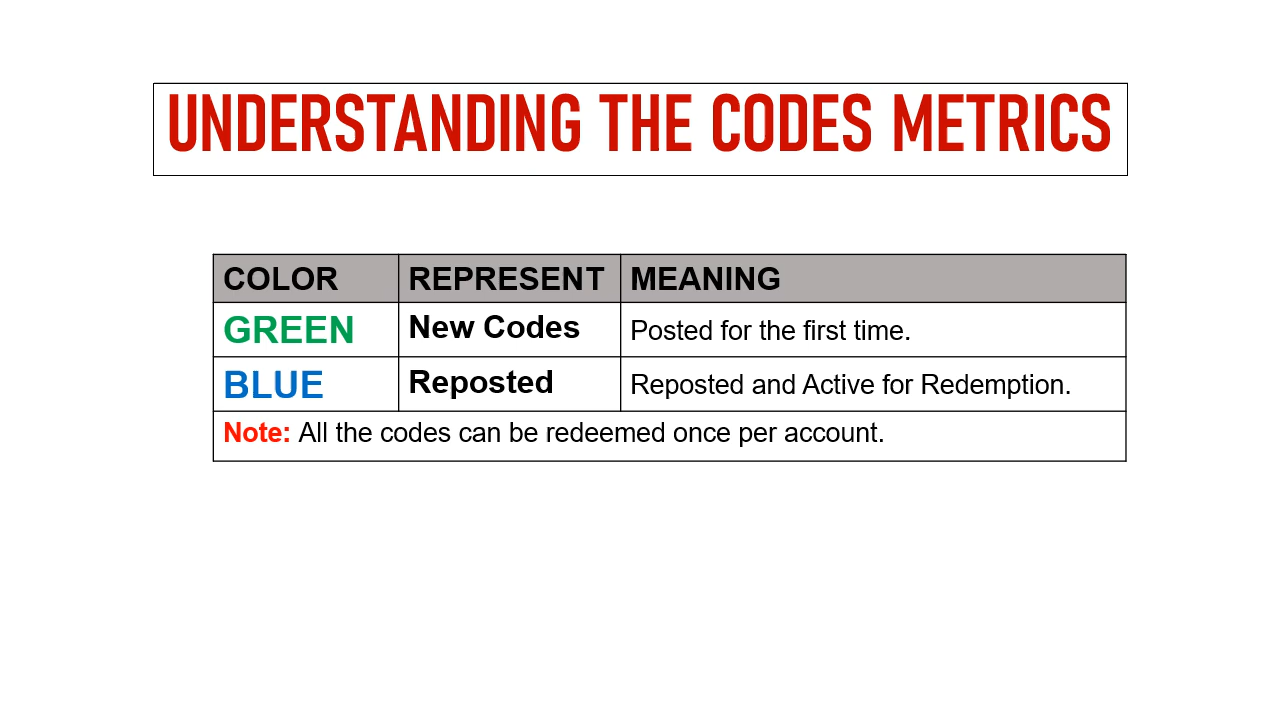 UNDERSTANDING THE CODES METRICS
COLOR REPRESENT MEANING
GREEN New Codes Posted for the first time.
BLUE Reposted Reposted and Active for Redemption.
Note: All the codes can be redeemed once per account.